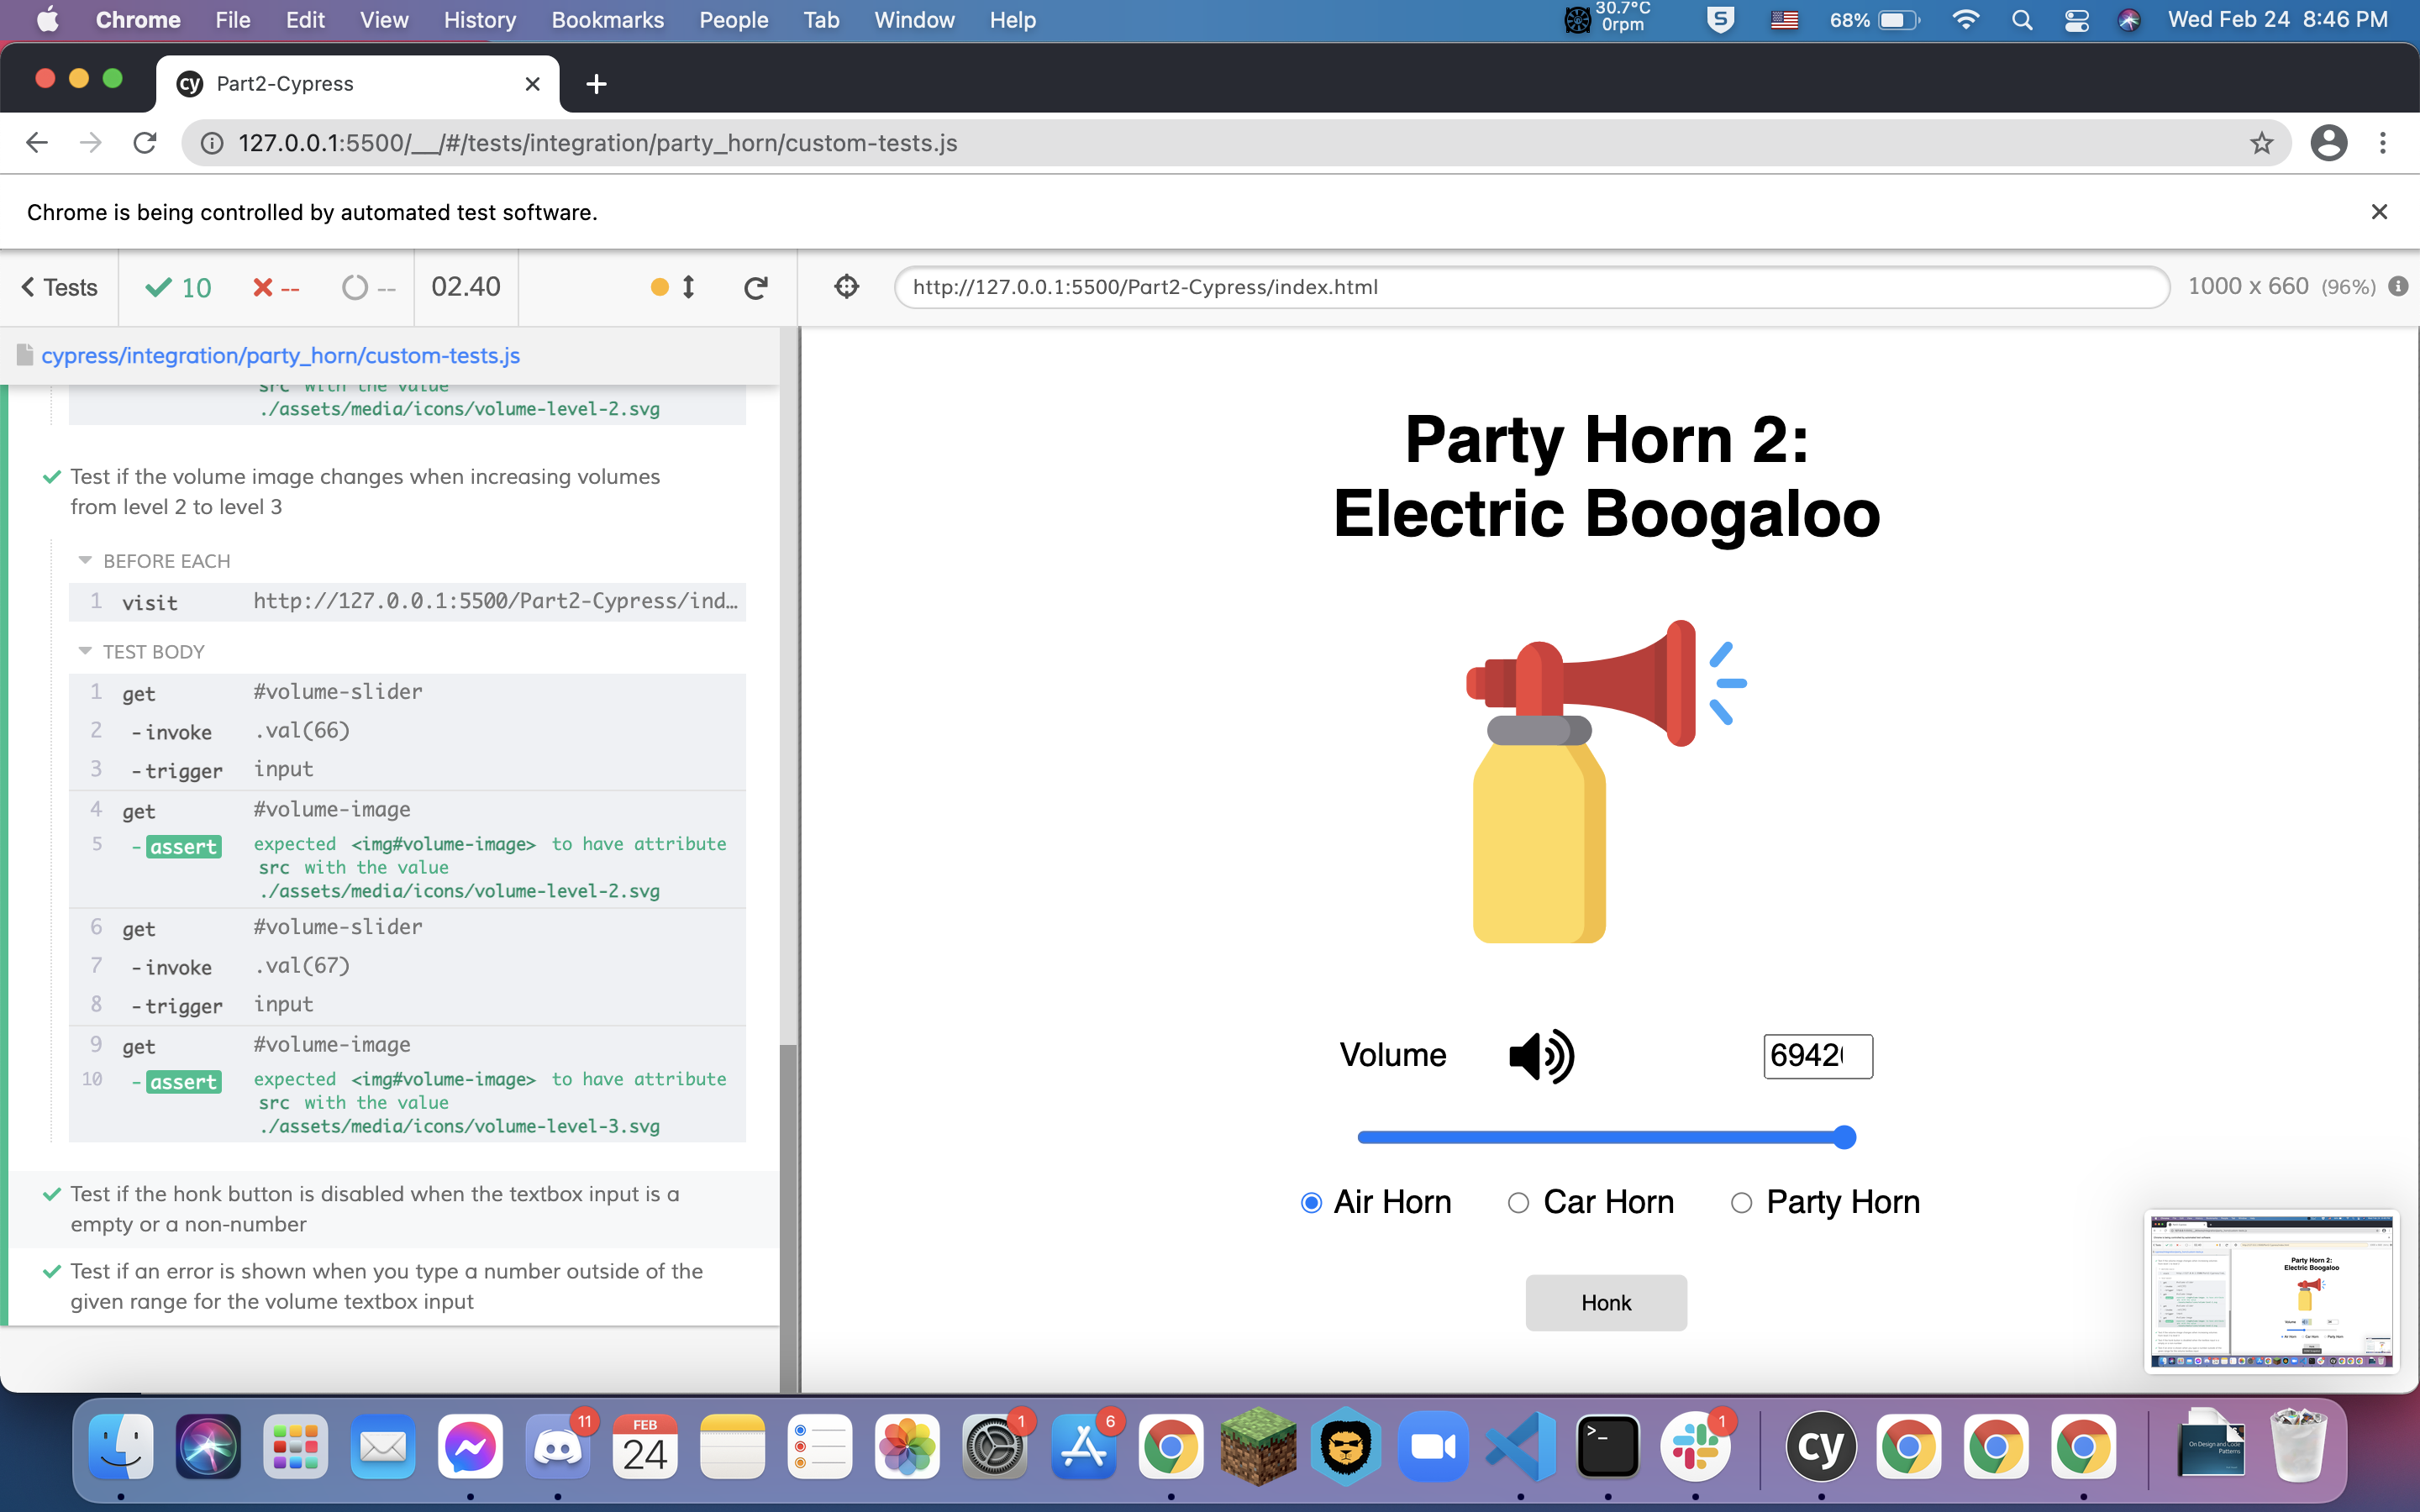 Chrome File Edit View History Bookmarks People Tab Window Help 30.7°C 0rpm 68% Wed Feb 24 8:46 PM
cy Part2-Cypress
127.0.0.1:5500/__/#/tests/integration/party_horn/custom-tests.js
Chrome is being controlled by automated test software.
Tests 10 -- -- 02.40 http://127.0.0.1:5500/Part2-Cypress/index.html 1000 x 660 (96%)
cypress/integration/party_horn/custom-tests.js
src with the value
./assets/media/icons/volume-level-2.svg
Test if the volume image changes when increasing volumes
from level 2 to level 3
BEFORE EACH
1 visit http://127.0.0.1:5500/Part2-Cypress/ind…
TEST BODY
1 get #volume-slider
2 -invoke .val(66)
3 -trigger input
4 get #volume-image
5 -assert expected <img#volume-image> to have attribute
src with the value
./assets/media/icons/volume-level-2.svg
6 get #volume-slider
7 -invoke .val(67)
8 -trigger input
9 get #volume-image
10 -assert expected <img#volume-image> to have attribute
src with the value
./assets/media/icons/volume-level-3.svg
Test if the honk button is disabled when the textbox input is a
empty or a non-number
Test if an error is shown when you type a number outside of the
given range for the volume textbox input
Party Horn 2:
Electric Boogaloo
Volume 6942
Air Horn Car Horn Party Horn
Honk
Party Horn 2:
Electric Boogaloo
11 FEB 24 1 6 1 cy
On Design and Code
Patterns